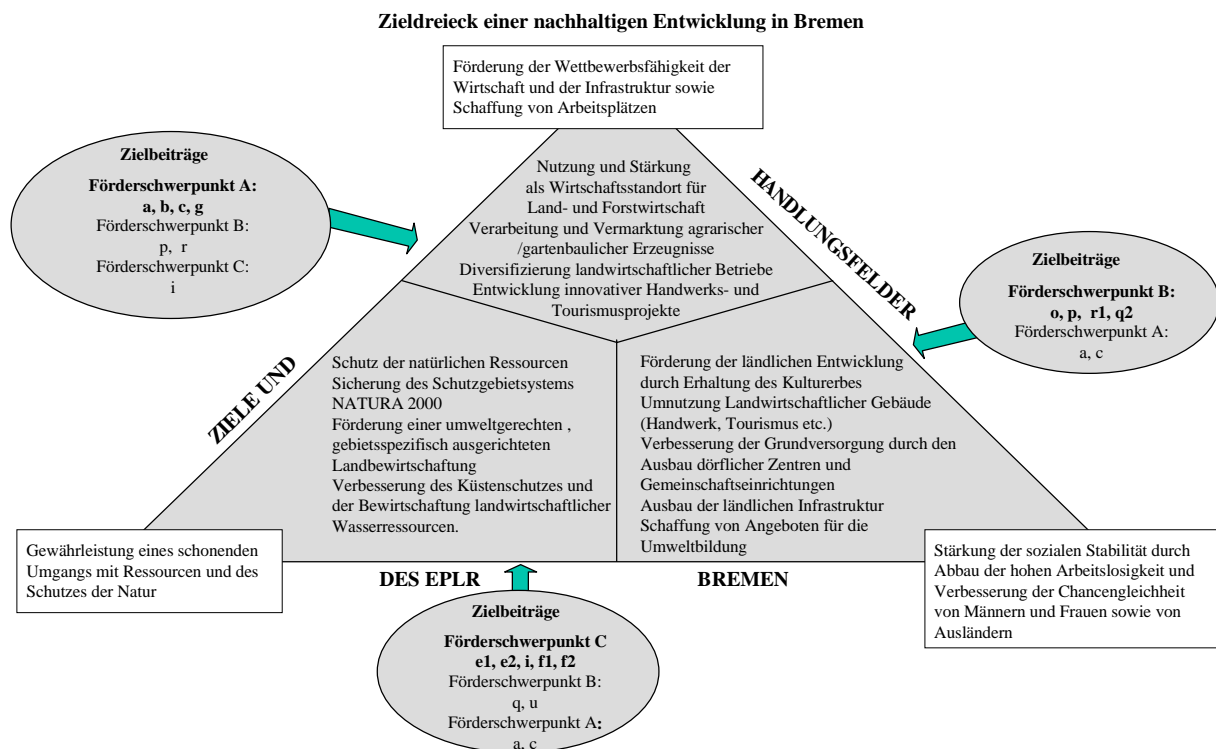 Zieldreieck einer nachhaltigen Entwicklung in Bremen
Förderung der Wettbewerbsfähigkeit der
Wirtschaft und der Infrastruktur sowie
Schaffung von Arbeitsplätzen
Zielbeiträge
Förderschwerpunkt A:
a, b, c, g
Förderschwerpunkt B:
p, r
Förderschwerpunkt C:
i
Nutzung und Stärkung
als Wirtschaftsstandort für
Land- und Forstwirtschaft
Verarbeitung und Vermarktung agrarischer
/gartenbaulicher Erzeugnisse
Diversifizierung landwirtschaftlicher Betriebe
Entwicklung innovativer Handwerks- und
Tourismusprojekte
HANDLUNGSFELDER
Zielbeiträge
Förderschwerpunkt B:
o, p, r1, q2
Förderschwerpunkt A:
a, c
ZIELE UND
Schutz der natürlichen Ressourcen
Sicherung des Schutzgebietsystems
NATURA 2000
Förderung einer umweltgerechten ,
gebietsspezifisch ausgerichteten
Landbewirtschaftung
Verbesserung des Küstenschutzes und
der Bewirtschaftung landwirtschaftlicher
Wasserressourcen.
Förderung der ländlichen Entwicklung
durch Erhaltung des Kulturerbes
Umnutzung Landwirtschaftlicher Gebäude
(Handwerk, Tourismus etc.)
Verbesserung der Grundversorgung durch den
Ausbau dörflicher Zentren und
Gemeinschaftseinrichtungen
Ausbau der ländlichen Infrastruktur
Schaffung von Angeboten für die
Umweltbildung
Gewährleistung eines schonenden
Umgangs mit Ressourcen und des
Schutzes der Natur
DES EPLR
BREMEN
Stärkung der sozialen Stabilität durch
Abbau der hohen Arbeitslosigkeit und
Verbesserung der Chancengleichheit
von Männern und Frauen sowie von
Ausländern
Zielbeiträge
Förderschwerpunkt C
e1, e2, i, f1, f2
Förderschwerpunkt B:
q, u
Förderschwerpunkt A:
a, c